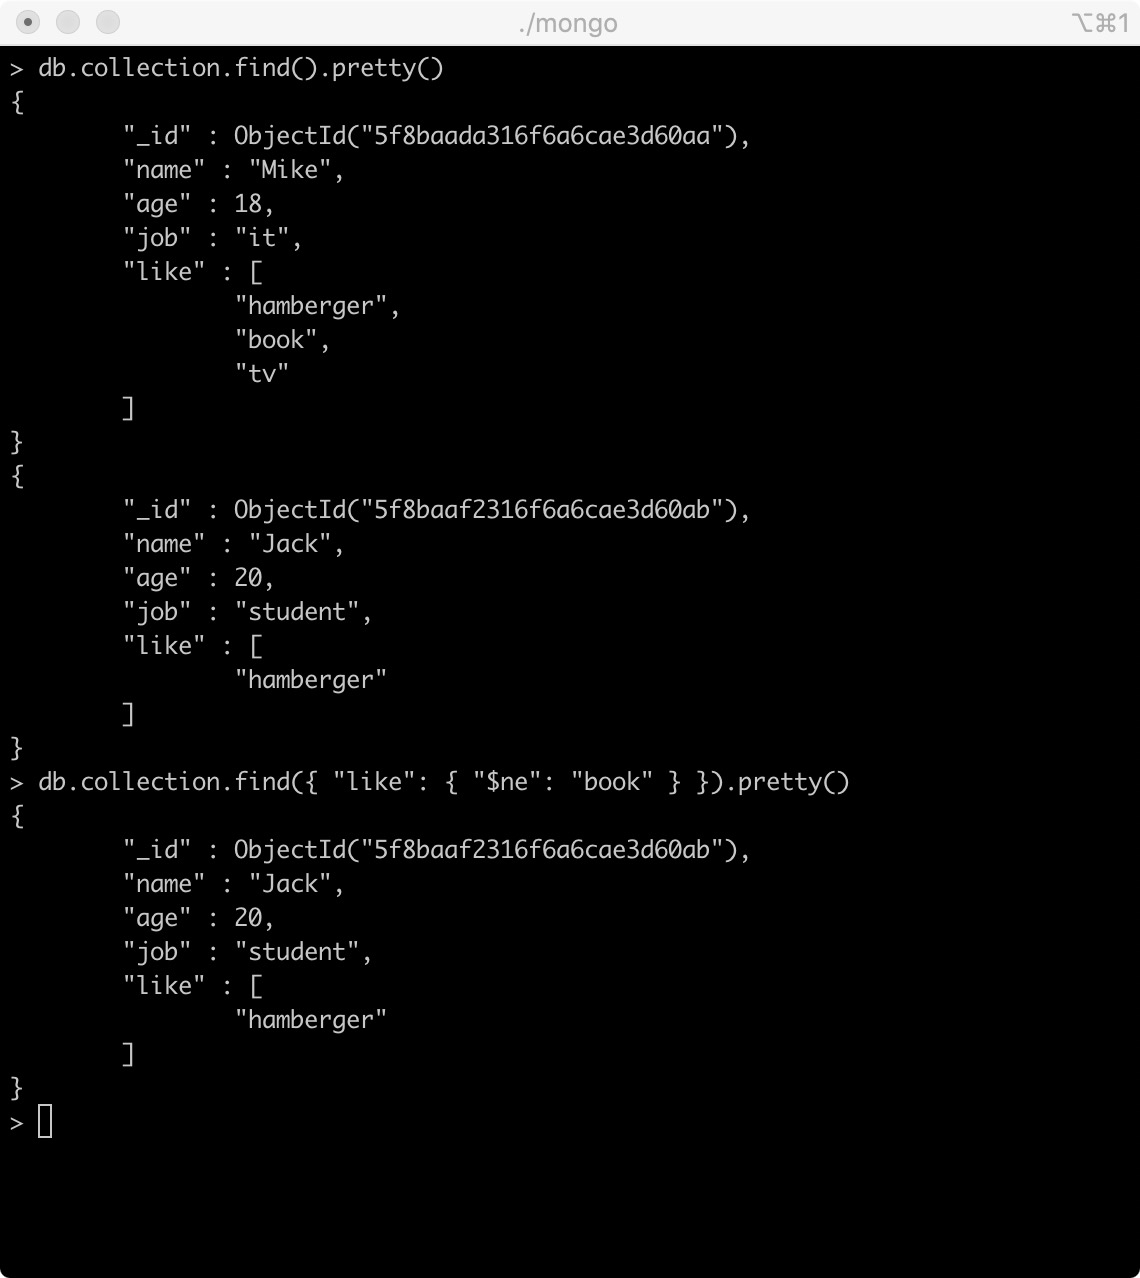 ./mongo
⌥⌘1
> db.collection.find().pretty()
{
"_id" : ObjectId("5f8baada316f6a6cae3d60aa"),
"name" : "Mike",
"age" : 18,
"job" : "it",
"like" : [
"hamberger",
"book",
"tv"
]
}
{
"_id" : ObjectId("5f8baaf2316f6a6cae3d60ab"),
"name" : "Jack",
"age" : 20,
"job" : "student",
"like" : [
"hamberger"
]
}
> db.collection.find({ "like": { "$ne": "book" } }).pretty()
{
"_id" : ObjectId("5f8baaf2316f6a6cae3d60ab"),
"name" : "Jack",
"age" : 20,
"job" : "student",
"like" : [
"hamberger"
]
}
>